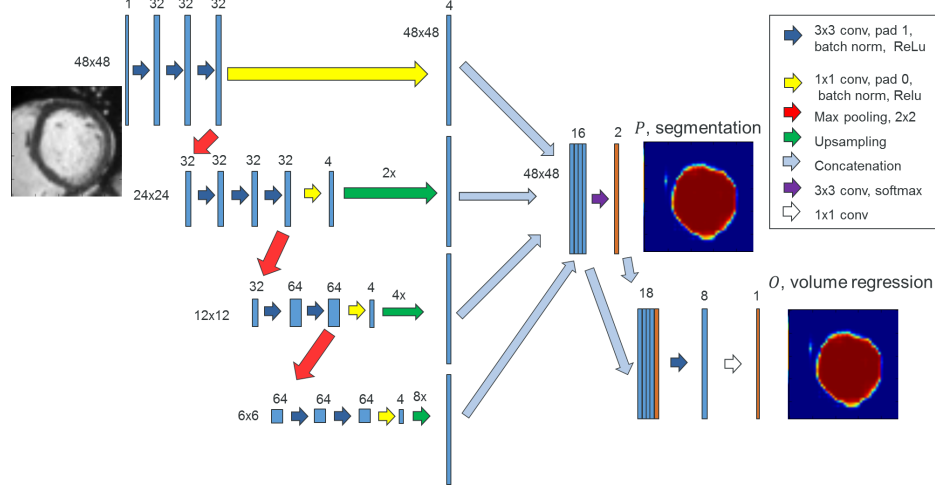 1 32 32 32
4
48x48
48x48
3x3 conv, pad 1,
batch norm, ReLu
1x1 conv, pad 0,
batch norm, Relu
Max pooling, 2x2
Upsampling
Concatenation
3x3 conv, softmax
1x1 conv
16 2
P, segmentation
48x48
32 32 32 32 4
24x24
2x
32 64 64 4 4x
12x12
18 8 1
O, volume regression
64 64 64 4 8x
6x6